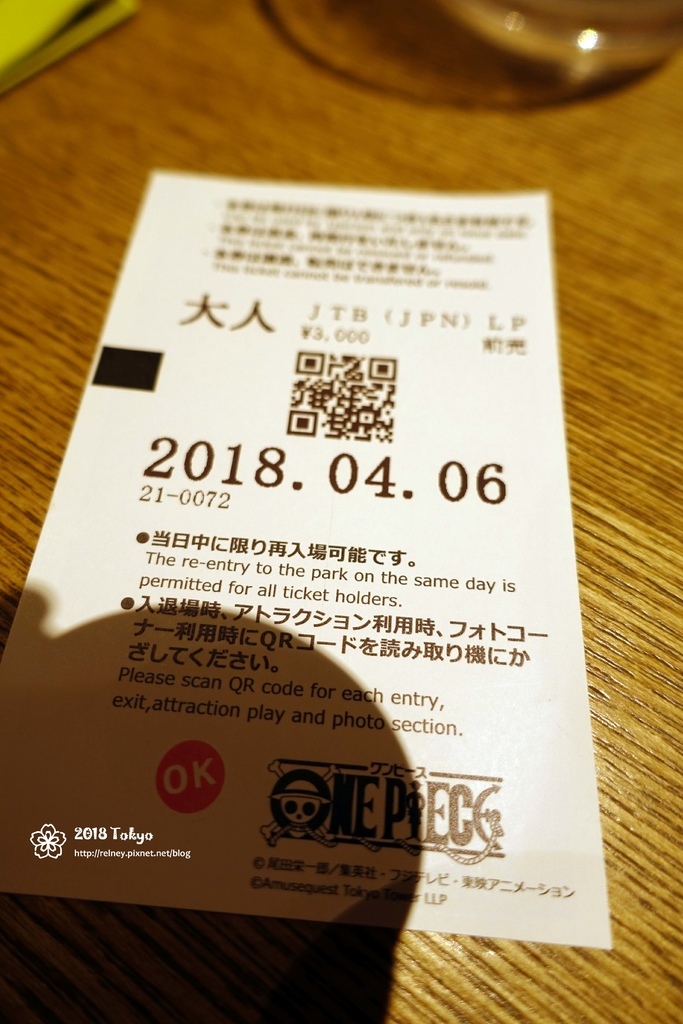 This ticket cannot be transferred or resold.
大人 JTB (JPN) LP
¥3,000 前売
2018.04.06
21-0072
●当日中に限り再入場可能です。
The re-entry to the park on the same day is
permitted for all ticket holders.
●入退場時、アトラクション利用時、フォトコー
ナー利用時にQRコードを読み取り機にか
ざしてください。
Please scan QR code for each entry,
exit,attraction play and photo section.
OK
ワンピース
ONE PIECE
©尾田栄一郎／集英社・フジテレビ・東映アニメーション
©Amusequest Tokyo Tower LLP
2018 Tokyo
http://relney.pixnet.net/blog